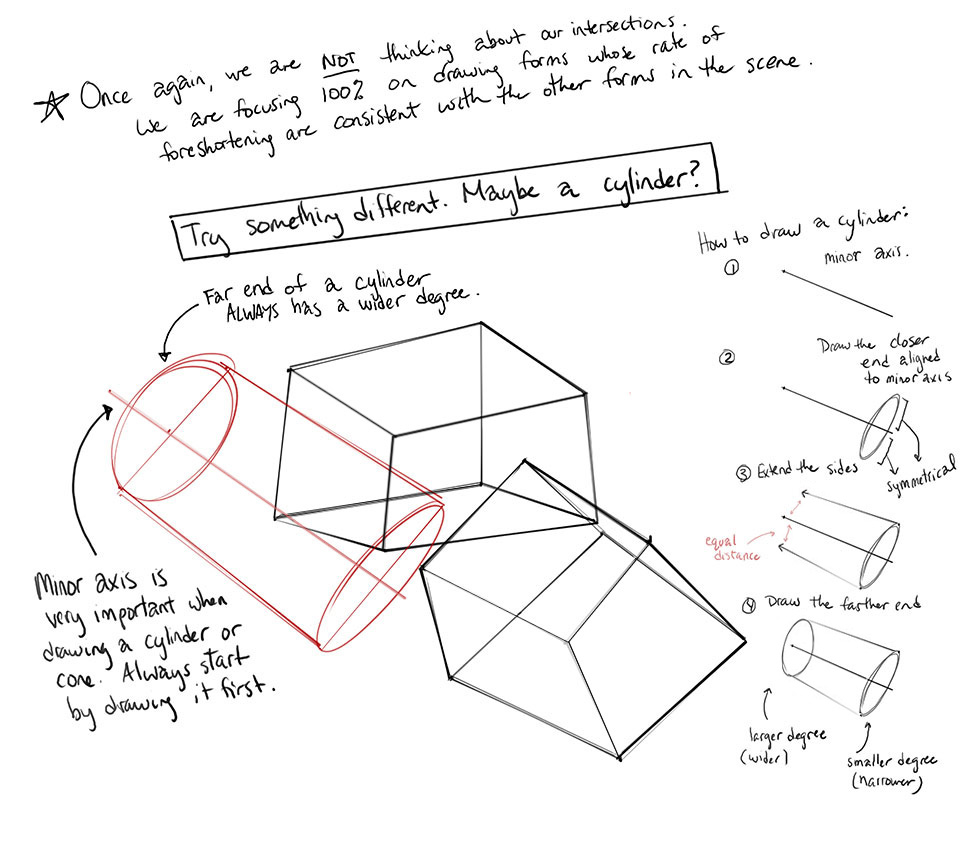 ☆ Once again, we are NOT thinking about our intersections.
We are focusing 100% on drawing forms whose rate of
foreshortening are consistent with the other forms in the scene.
Try something different. Maybe a cylinder?
Far end of a cylinder
ALWAYS has a wider degree.
Minor axis is
very important when
drawing a cylinder or
cone. Always start
by drawing it first.
How to draw a cylinder:
① minor axis.
② Draw the closer
end aligned
to minor axis
symmetrical
③ Extend the sides
equal
distance
④ Draw the farther end
larger degree
(wider)
smaller degree
(narrower)